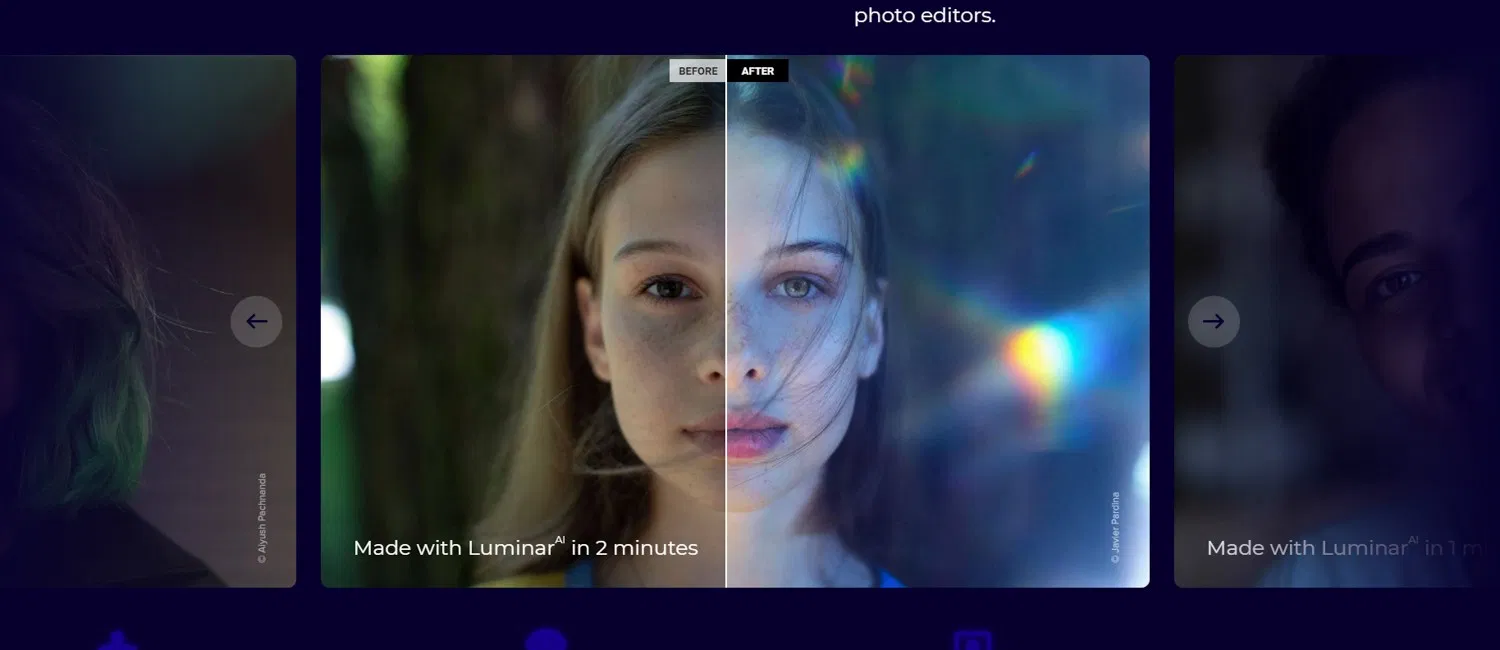 photo editors.
BEFORE
AFTER
© Aiyush Pachnanda
Made with Luminar^AI in 2 minutes
© Javier Pardina
Made with Luminar^AI in 1 m